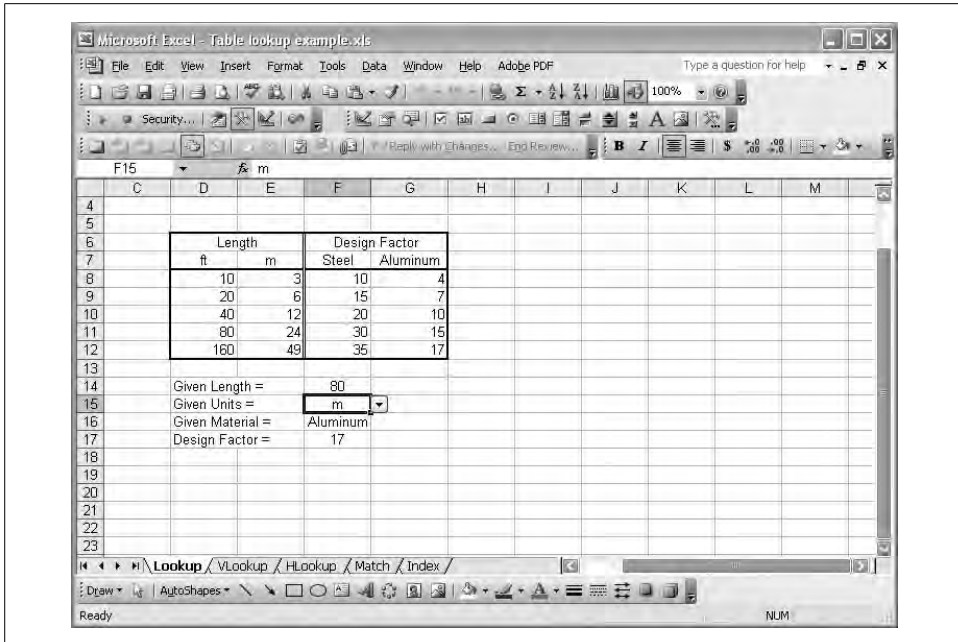 Microsoft Excel - Table lookup example.xls
File Edit View Insert Format Tools Data Window Help Adobe PDF Type a question for help
100%
Security...
Reply with Changes... End Review... B I $
F15 fx m
C D E F G H I J K L M
4
5
6 Length Design Factor
7 ft m Steel Aluminum
8 10 3 10 4
9 20 6 15 7
10 40 12 20 10
11 80 24 30 15
12 160 49 35 17
13
14 Given Length = 80
15 Given Units = m
16 Given Material = Aluminum
17 Design Factor = 17
18
19
20
21
22
23
Lookup / VLookup / HLookup / Match / Index /
Draw AutoShapes
Ready NUM